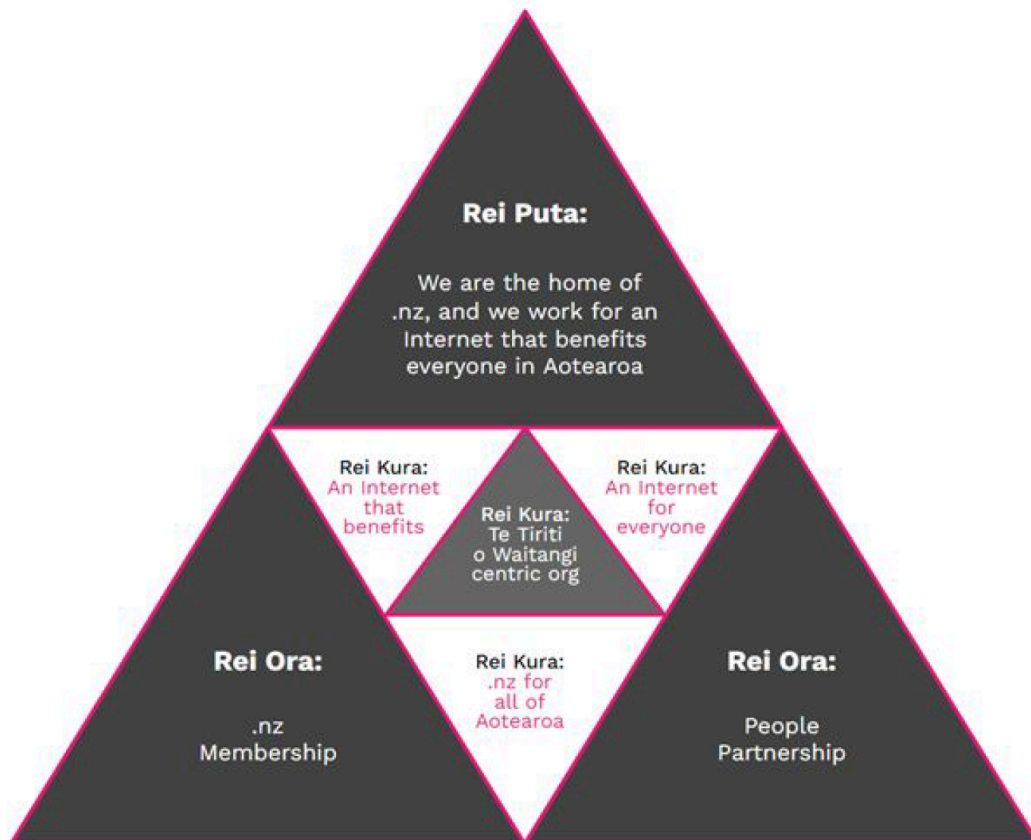 Rei Puta:
We are the home of
.nz, and we work for an
Internet that benefits
everyone in Aotearoa
Rei Kura:
An Internet
that
benefits
Rei Kura:
Te Tiriti
o Waitangi
centric org
Rei Kura:
An Internet
for
everyone
Rei Ora:
.nz
Membership
Rei Kura:
.nz for
all of
Aotearoa
Rei Ora:
People
Partnership